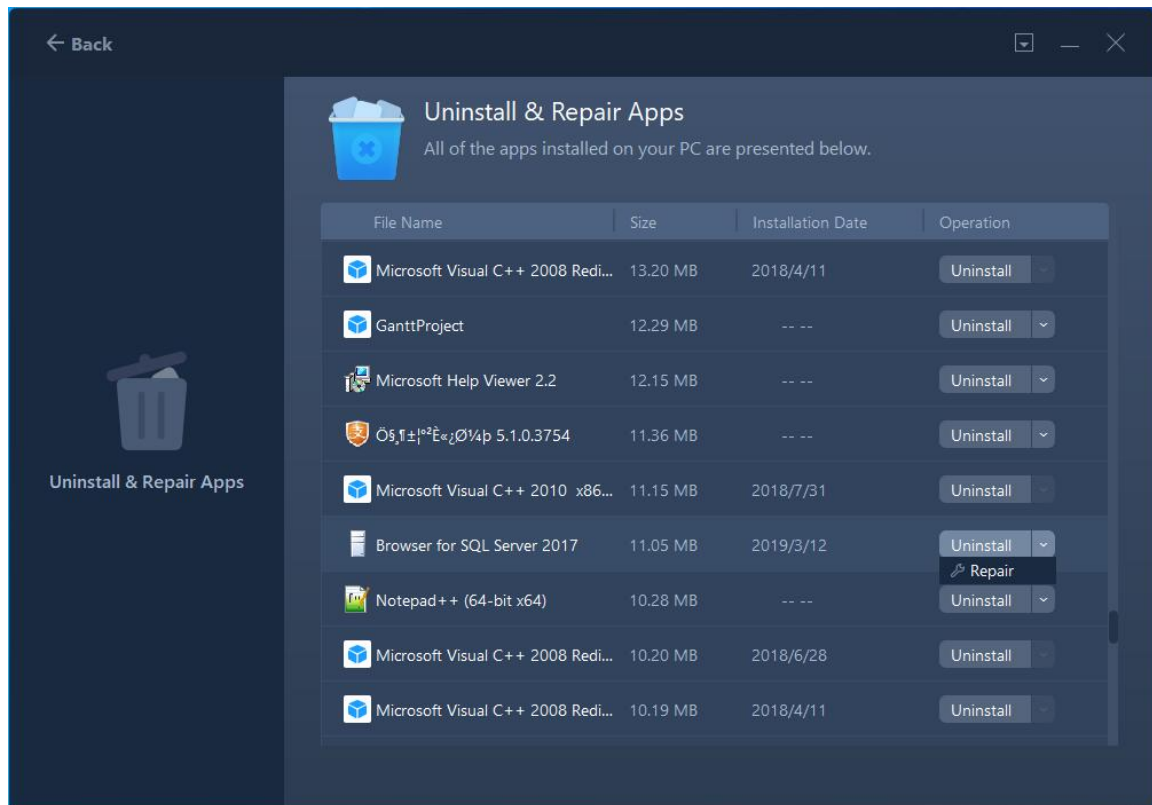 ← Back
Uninstall & Repair Apps
All of the apps installed on your PC are presented below.
File Name Size Installation Date Operation
Microsoft Visual C++ 2008 Redi... 13.20 MB 2018/4/11 Uninstall
GanttProject 12.29 MB -- -- Uninstall
Microsoft Help Viewer 2.2 12.15 MB -- -- Uninstall
Ö§¸¶±¦°²È«¿Ø¼þ 5.1.0.3754 11.36 MB -- -- Uninstall
Microsoft Visual C++ 2010 x86... 11.15 MB 2018/7/31 Uninstall
Browser for SQL Server 2017 11.05 MB 2019/3/12 Uninstall
Repair
Notepad++ (64-bit x64) 10.28 MB -- -- Uninstall
Microsoft Visual C++ 2008 Redi... 10.20 MB 2018/6/28 Uninstall
Microsoft Visual C++ 2008 Redi... 10.19 MB 2018/4/11 Uninstall
Uninstall & Repair Apps